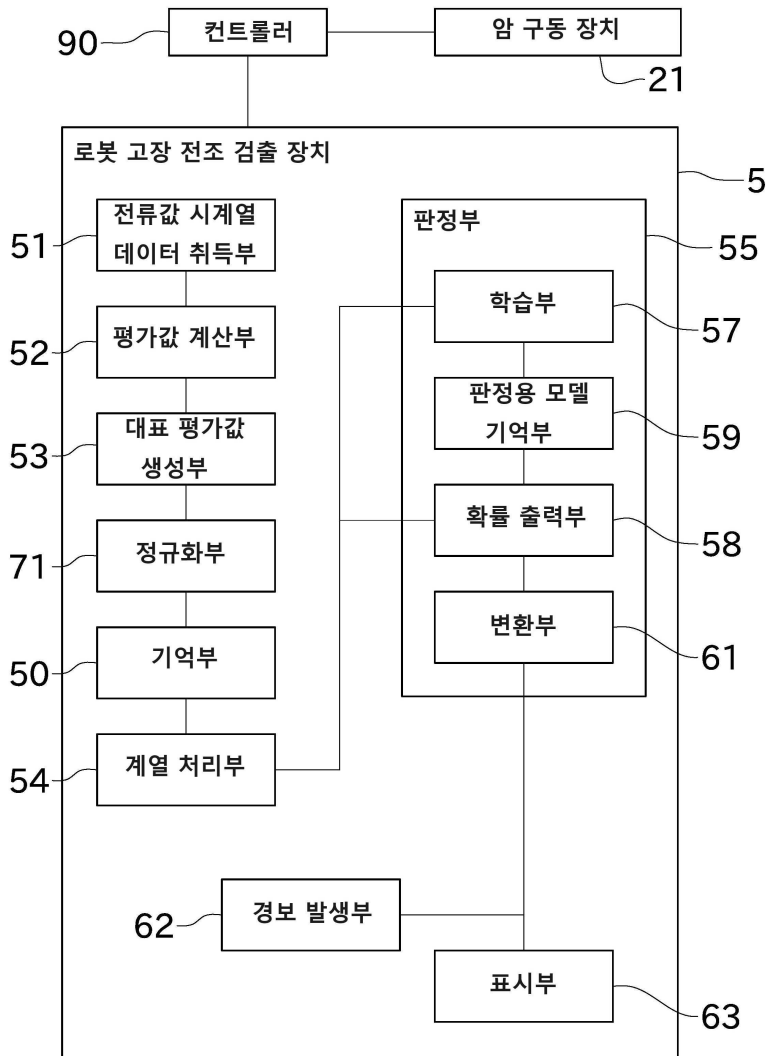 컨트롤러
암 구동 장치
90
21
로봇 고장 전조 검출 장치
5
전류값 시계열
데이터 취득부
51
판정부
55
평가값 계산부
52
학습부
57
대표 평가값
생성부
53
판정용 모델
기억부
59
정규화부
71
확률 출력부
58
기억부
50
변환부
61
계열 처리부
54
경보 발생부
62
표시부
63